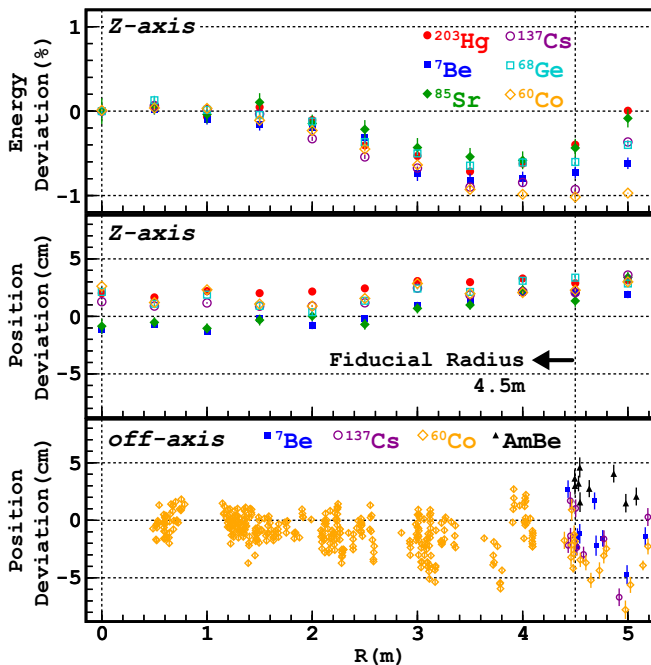 Z-axis
²⁰³Hg ¹³⁷Cs
⁷Be ⁶⁸Ge
⁸⁵Sr ⁶⁰Co
Energy
Deviation(%)
1
0
−1
Z-axis
Position
Deviation(cm)
5
0
−5
Fiducial Radius
4.5m
off-axis ⁷Be ¹³⁷Cs ⁶⁰Co AmBe
Position
Deviation(cm)
5
0
−5
0 1 2 3 4 5
R(m)